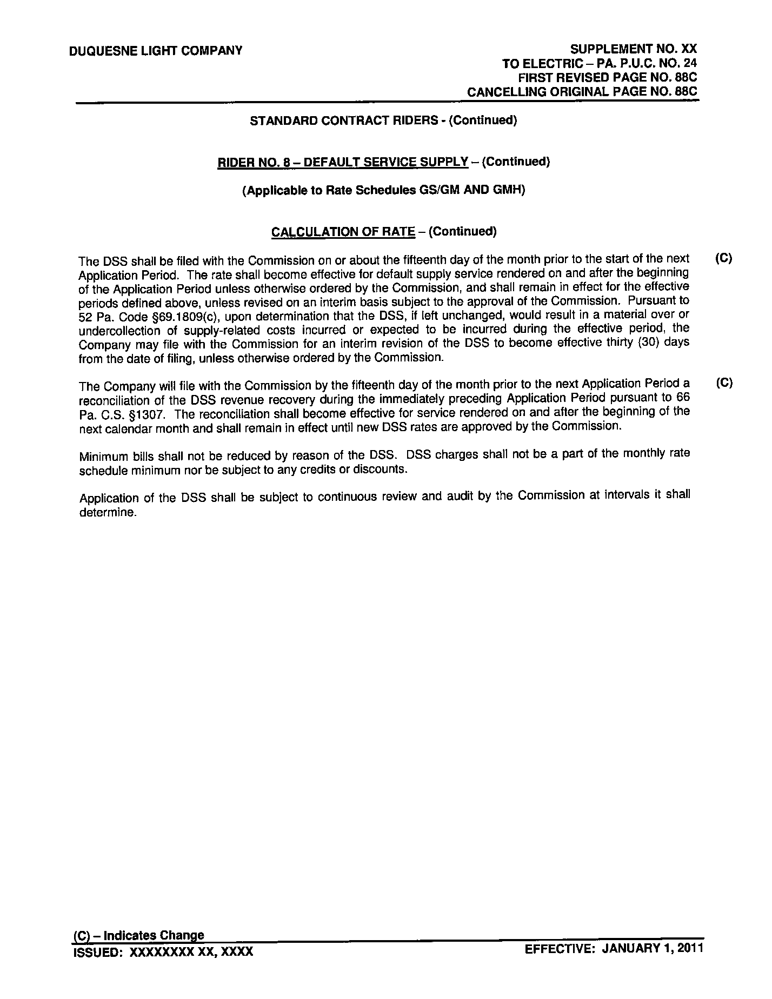 DUQUESNE LIGHT COMPANY
SUPPLEMENT NO. XX
TO ELECTRIC – PA. P.U.C. NO. 24
FIRST REVISED PAGE NO. 88C
CANCELLING ORIGINAL PAGE NO. 88C
STANDARD CONTRACT RIDERS - (Continued)
RIDER NO. 8 – DEFAULT SERVICE SUPPLY – (Continued)
(Applicable to Rate Schedules GS/GM AND GMH)
CALCULATION OF RATE – (Continued)
The DSS shall be filed with the Commission on or about the fifteenth day of the month prior to the start of the next (C)
Application Period. The rate shall become effective for default supply service rendered on and after the beginning
of the Application Period unless otherwise ordered by the Commission, and shall remain in effect for the effective
periods defined above, unless revised on an interim basis subject to the approval of the Commission. Pursuant to
52 Pa. Code §69.1809(c), upon determination that the DSS, if left unchanged, would result in a material over or
undercollection of supply-related costs incurred or expected to be incurred during the effective period, the
Company may file with the Commission for an interim revision of the DSS to become effective thirty (30) days
from the date of filing, unless otherwise ordered by the Commission.
The Company will file with the Commission by the fifteenth day of the month prior to the next Application Period a (C)
reconciliation of the DSS revenue recovery during the immediately preceding Application Period pursuant to 66
Pa. C.S. §1307. The reconciliation shall become effective for service rendered on and after the beginning of the
next calendar month and shall remain in effect until new DSS rates are approved by the Commission.
Minimum bills shall not be reduced by reason of the DSS. DSS charges shall not be a part of the monthly rate
schedule minimum nor be subject to any credits or discounts.
Application of the DSS shall be subject to continuous review and audit by the Commission at intervals it shall
determine.
(C) – Indicates Change
ISSUED: XXXXXXXX XX, XXXX
EFFECTIVE: JANUARY 1, 2011